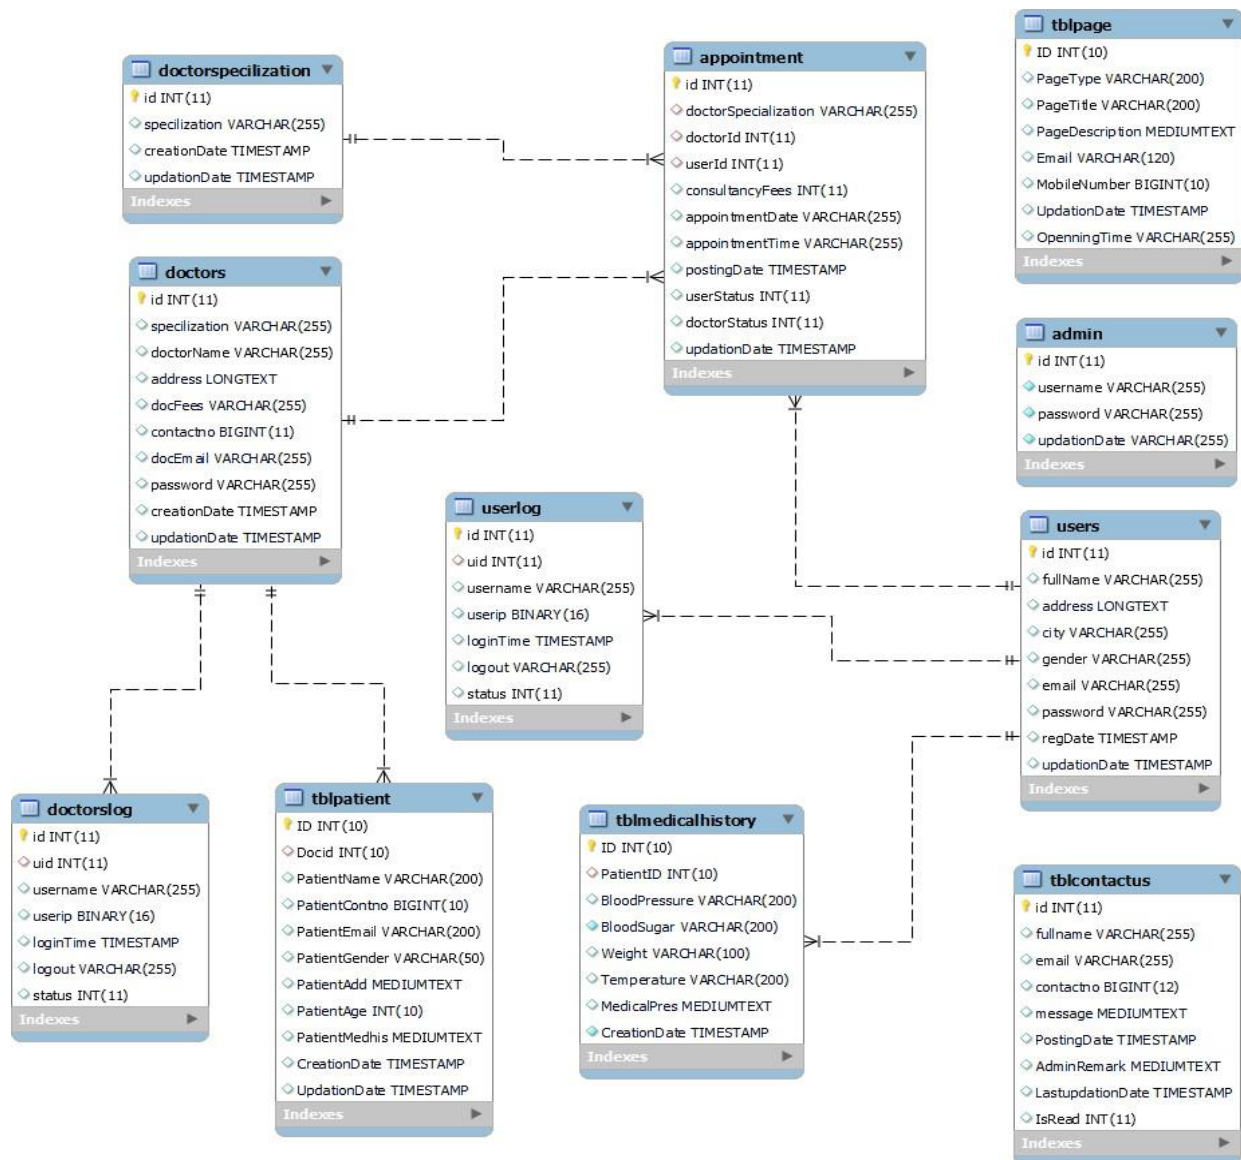 doctorspecilization
id INT(11)
specilization VARCHAR(255)
creationDate TIMESTAMP
updationDate TIMESTAMP
Indexes
appointment
id INT(11)
doctorSpecialization VARCHAR(255)
doctorId INT(11)
userId INT(11)
consultancyFees INT(11)
appointmentDate VARCHAR(255)
appointmentTime VARCHAR(255)
postingDate TIMESTAMP
userStatus INT(11)
doctorStatus INT(11)
updationDate TIMESTAMP
Indexes
tblpage
ID INT(10)
PageType VARCHAR(200)
PageTitle VARCHAR(200)
PageDescription MEDIUMTEXT
Email VARCHAR(120)
MobileNumber BIGINT(10)
UpdationDate TIMESTAMP
OpenningTime VARCHAR(255)
Indexes
doctors
id INT(11)
specilization VARCHAR(255)
doctorName VARCHAR(255)
address LONGTEXT
docFees VARCHAR(255)
contactno BIGINT(11)
docEmail VARCHAR(255)
password VARCHAR(255)
creationDate TIMESTAMP
updationDate TIMESTAMP
Indexes
admin
id INT(11)
username VARCHAR(255)
password VARCHAR(255)
updationDate VARCHAR(255)
Indexes
userlog
id INT(11)
uid INT(11)
username VARCHAR(255)
userip BINARY(16)
loginTime TIMESTAMP
logout VARCHAR(255)
status INT(11)
Indexes
users
id INT(11)
fullName VARCHAR(255)
address LONGTEXT
city VARCHAR(255)
gender VARCHAR(255)
email VARCHAR(255)
password VARCHAR(255)
regDate TIMESTAMP
updationDate TIMESTAMP
Indexes
doctorslog
id INT(11)
uid INT(11)
username VARCHAR(255)
userip BINARY(16)
loginTime TIMESTAMP
logout VARCHAR(255)
status INT(11)
Indexes
tblpatient
ID INT(10)
Docid INT(10)
PatientName VARCHAR(200)
PatientContno BIGINT(10)
PatientEmail VARCHAR(200)
PatientGender VARCHAR(50)
PatientAdd MEDIUMTEXT
PatientAge INT(10)
PatientMedhis MEDIUMTEXT
CreationDate TIMESTAMP
UpdationDate TIMESTAMP
Indexes
tblmedicalhistory
ID INT(10)
PatientID INT(10)
BloodPressure VARCHAR(200)
BloodSugar VARCHAR(200)
Weight VARCHAR(100)
Temperature VARCHAR(200)
MedicalPres MEDIUMTEXT
CreationDate TIMESTAMP
Indexes
tblcontactus
id INT(11)
fullname VARCHAR(255)
email VARCHAR(255)
contactno BIGINT(12)
message MEDIUMTEXT
PostingDate TIMESTAMP
AdminRemark MEDIUMTEXT
LastupdationDate TIMESTAMP
IsRead INT(11)
Indexes